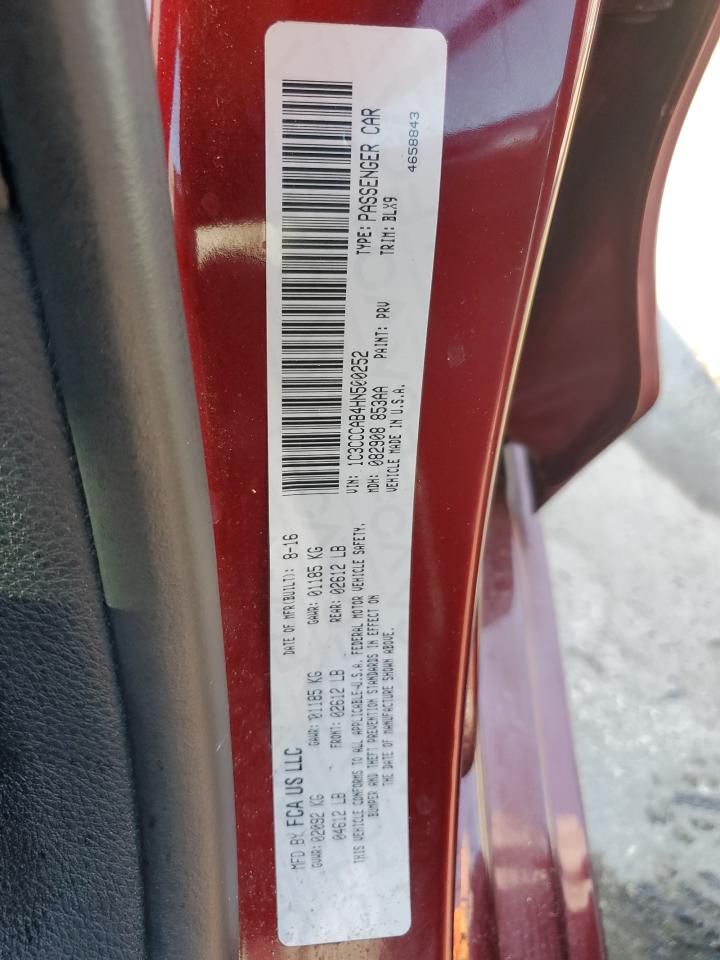 MFD BY FCA US LLC
DATE OF MFR(BUILT): 8-16
GVWR: 02092 KG
GAWR: 01185 KG
GAWR: 01185 KG
04612 LB
FRONT: 02612 LB
REAR: 02612 LB
THIS VEHICLE CONFORMS TO ALL APPLICABLE-U.S.A. FEDERAL MOTOR VEHICLE SAFETY,
BUMPER AND THEFT PREVENTION STANDARDS IN EFFECT ON
THE DATE OF MANUFACTURE SHOWN ABOVE.
VIN: 1C3CCCAB4HN500252
TYPE: PASSENGER CAR
MDH: 082908 853AA
PAINT: PRV
TRIM: BLX9
VEHICLE MADE IN U.S.A.
4658843